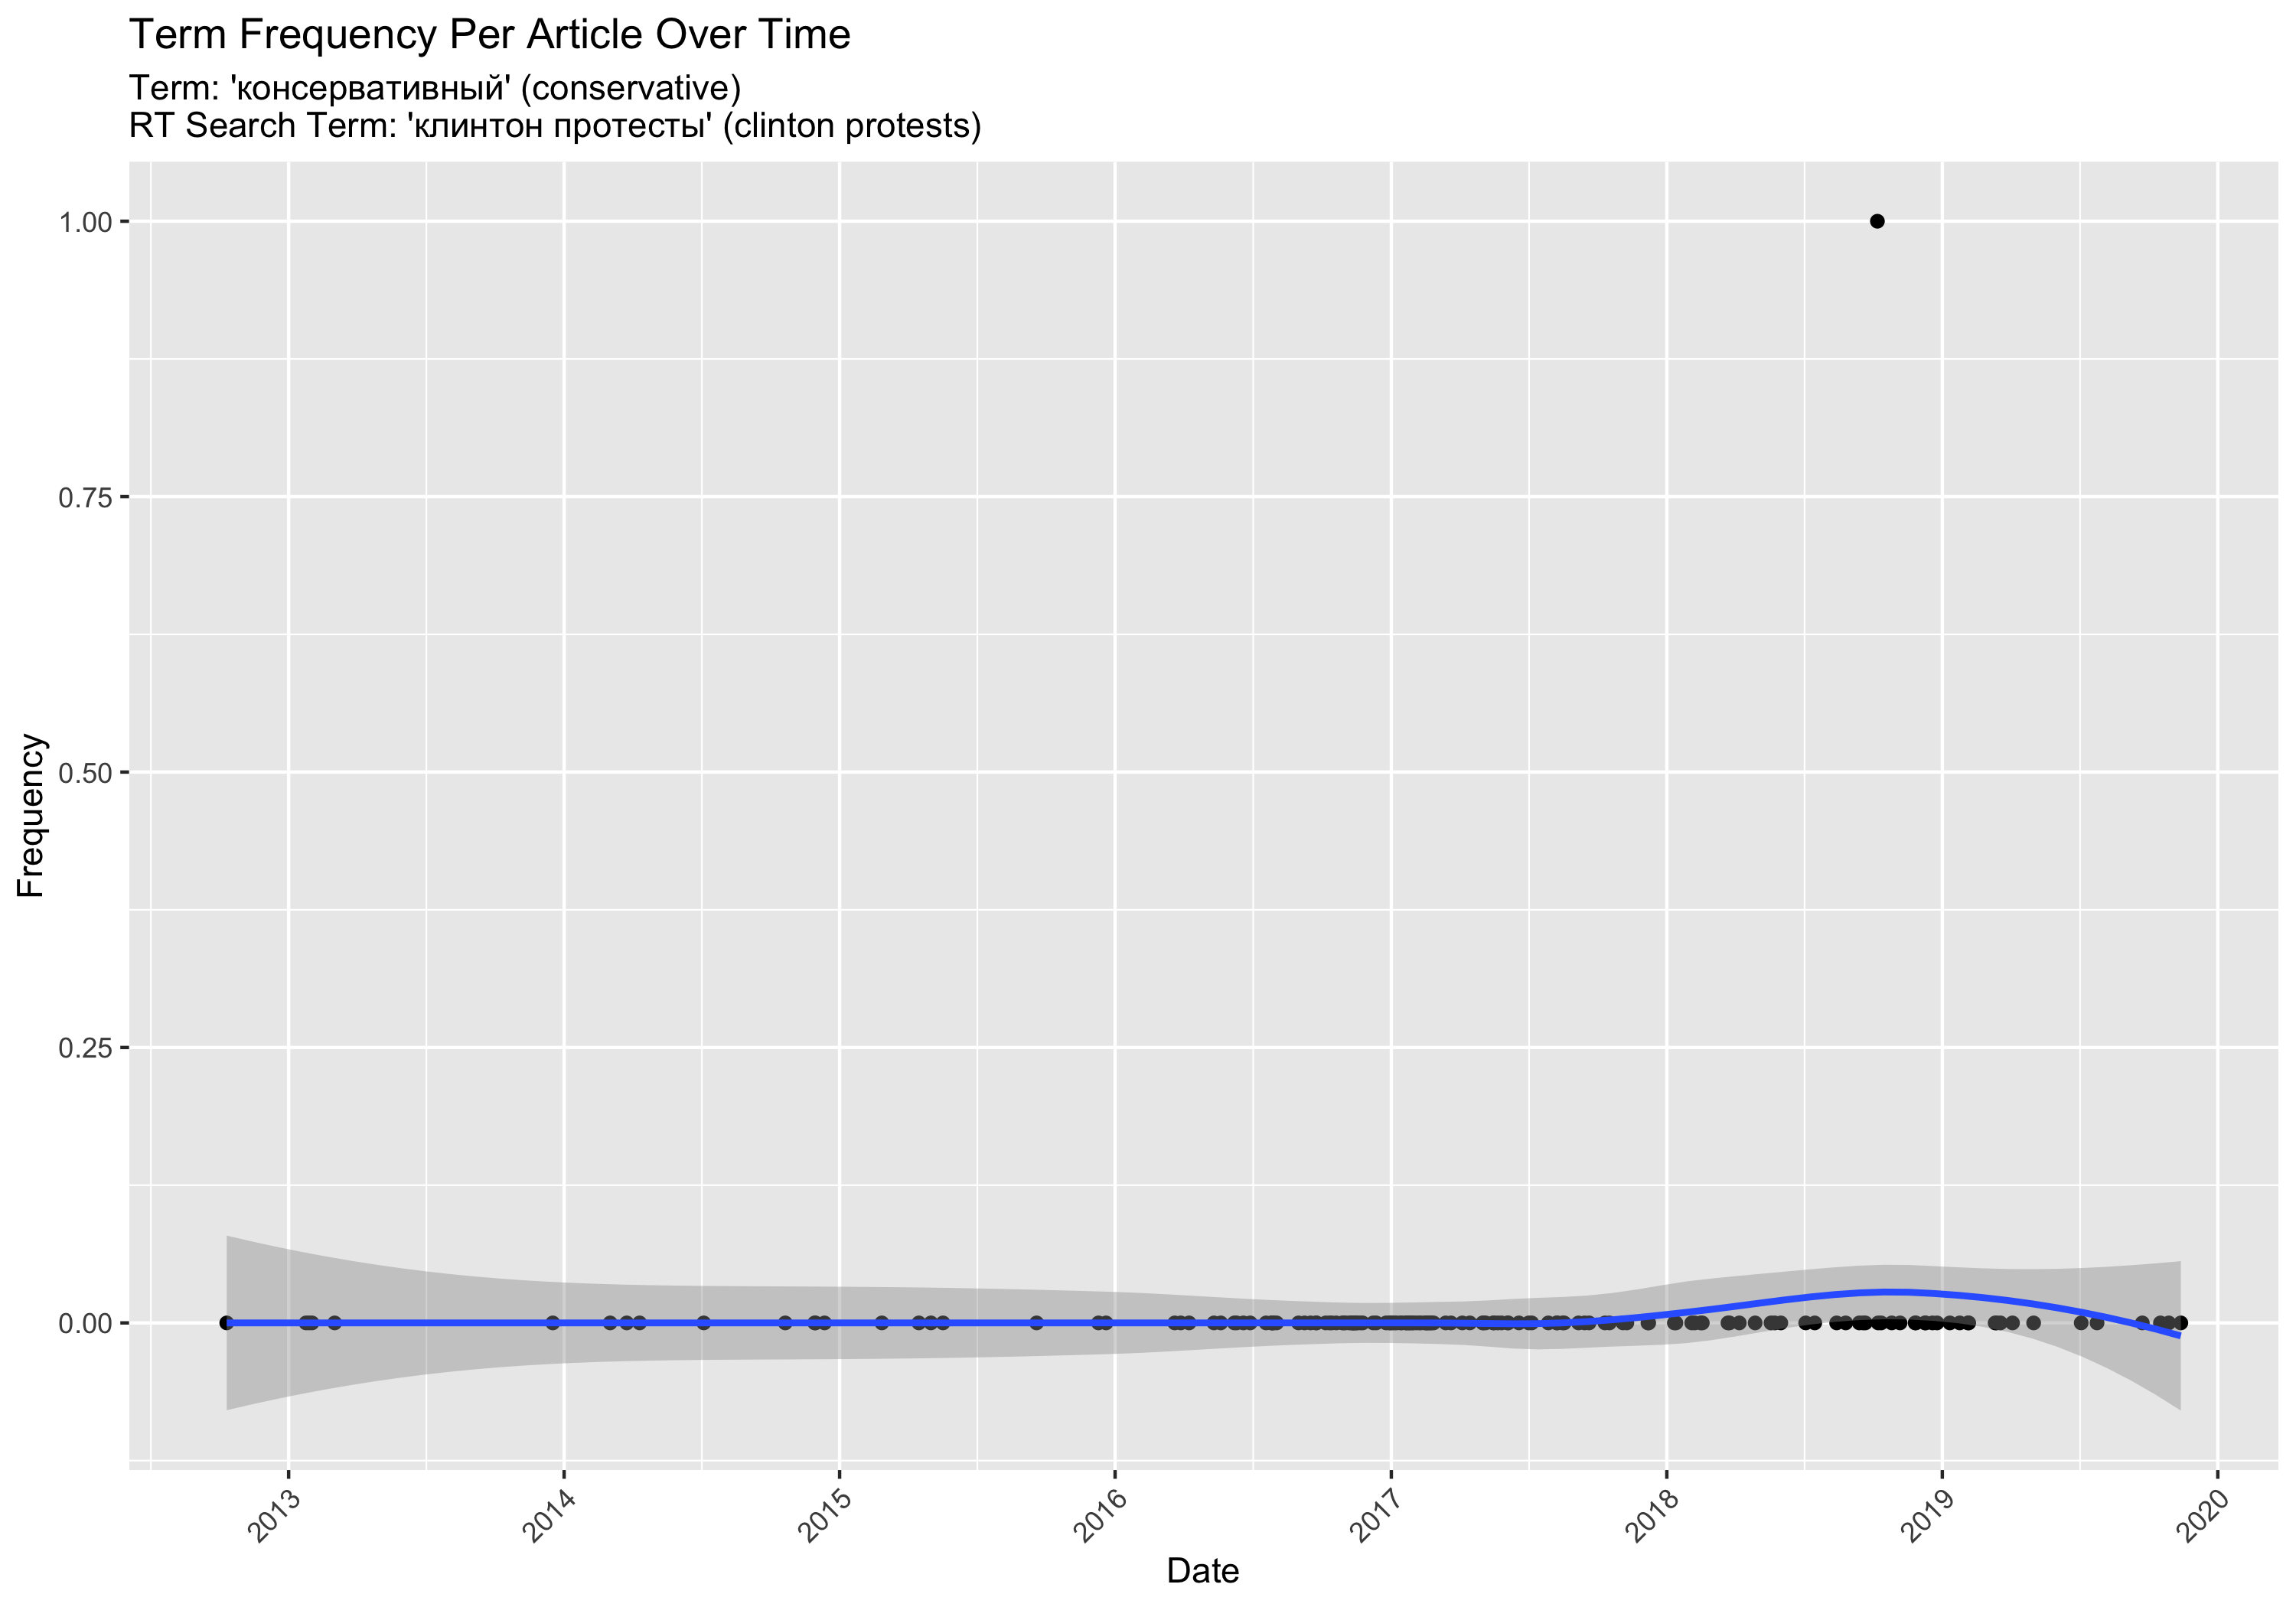 Term Frequency Per Article Over Time
Term: 'консервативный' (conservative)
RT Search Term: 'клинтон протесты' (clinton protests)
1.00
0.75
0.50
0.25
0.00
Frequency
2013
2014
2015
2016
2017
2018
2019
2020
Date